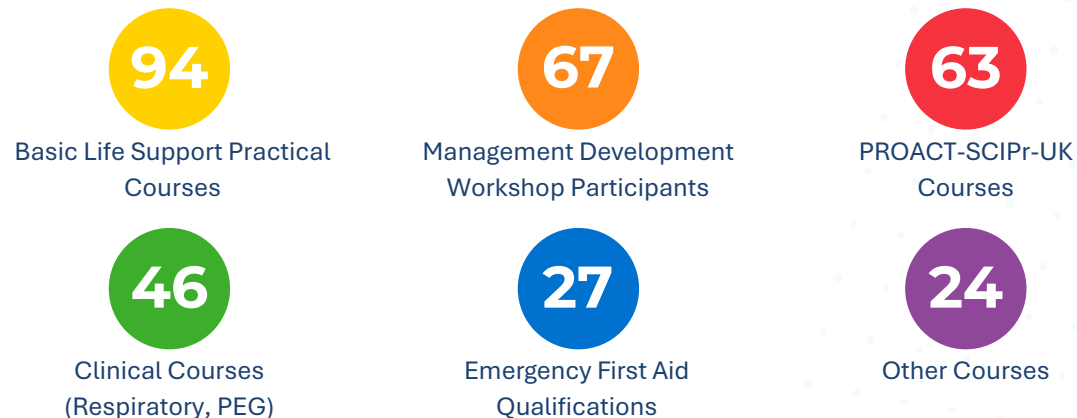 94
Basic Life Support Practical
Courses
67
Management Development
Workshop Participants
63
PROACT-SCIPr-UK
Courses
46
Clinical Courses
(Respiratory, PEG)
27
Emergency First Aid
Qualifications
24
Other Courses